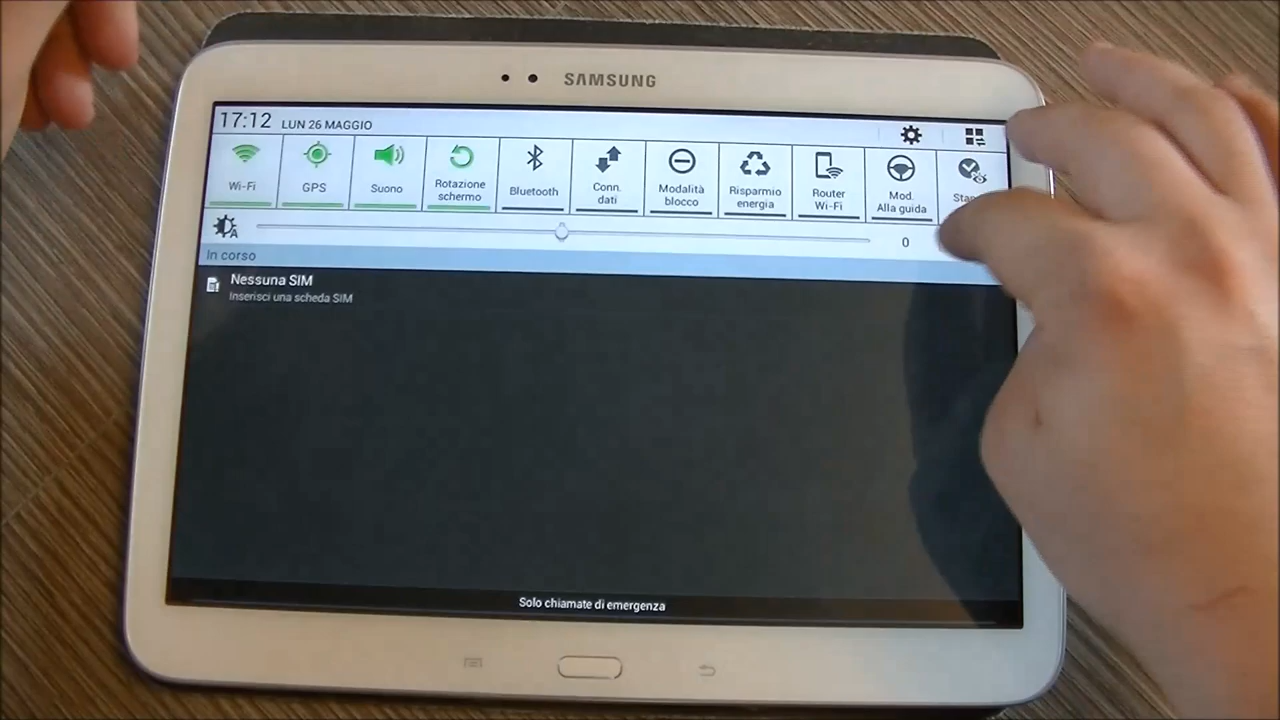 SAMSUNG
17:12 LUN 26 MAGGIO
Wi-Fi
GPS
Suono
Rotazione
schermo
Bluetooth
Conn.
dati
Modalità
blocco
Risparmio
energia
Router
Wi-Fi
Mod.
Alla guida
A
0
In corso
Nessuna SIM
Inserisci una scheda SIM
Solo chiamate di emergenza